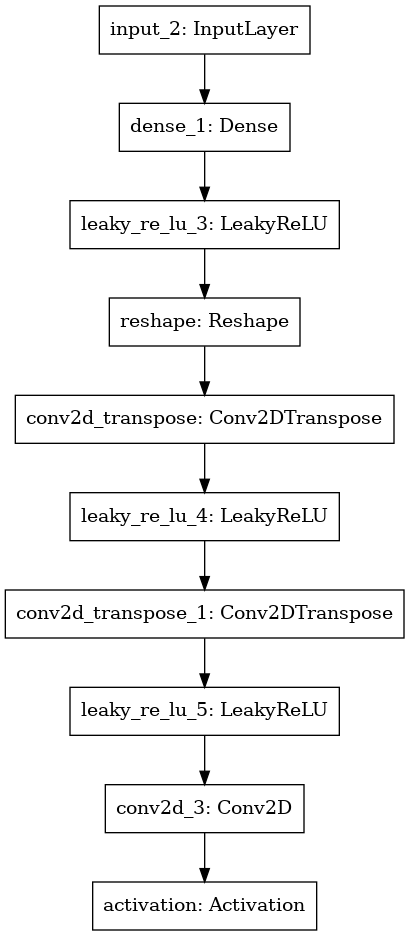 input_2: InputLayer
dense_1: Dense
leaky_re_lu_3: LeakyReLU
reshape: Reshape
conv2d_transpose: Conv2DTranspose
leaky_re_lu_4: LeakyReLU
conv2d_transpose_1: Conv2DTranspose
leaky_re_lu_5: LeakyReLU
conv2d_3: Conv2D
activation: Activation